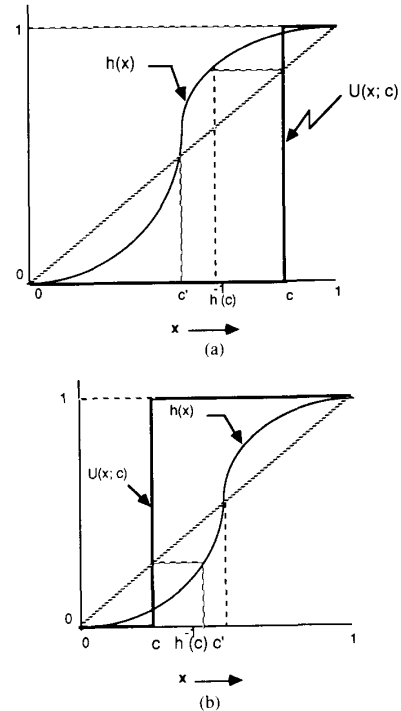 1
h(x)
U(x; c)
0
0 c' h⁻¹(c) c 1
x
(a)
1
h(x)
U(x; c)
0
0 c h⁻¹(c) c' 1
x
(b)